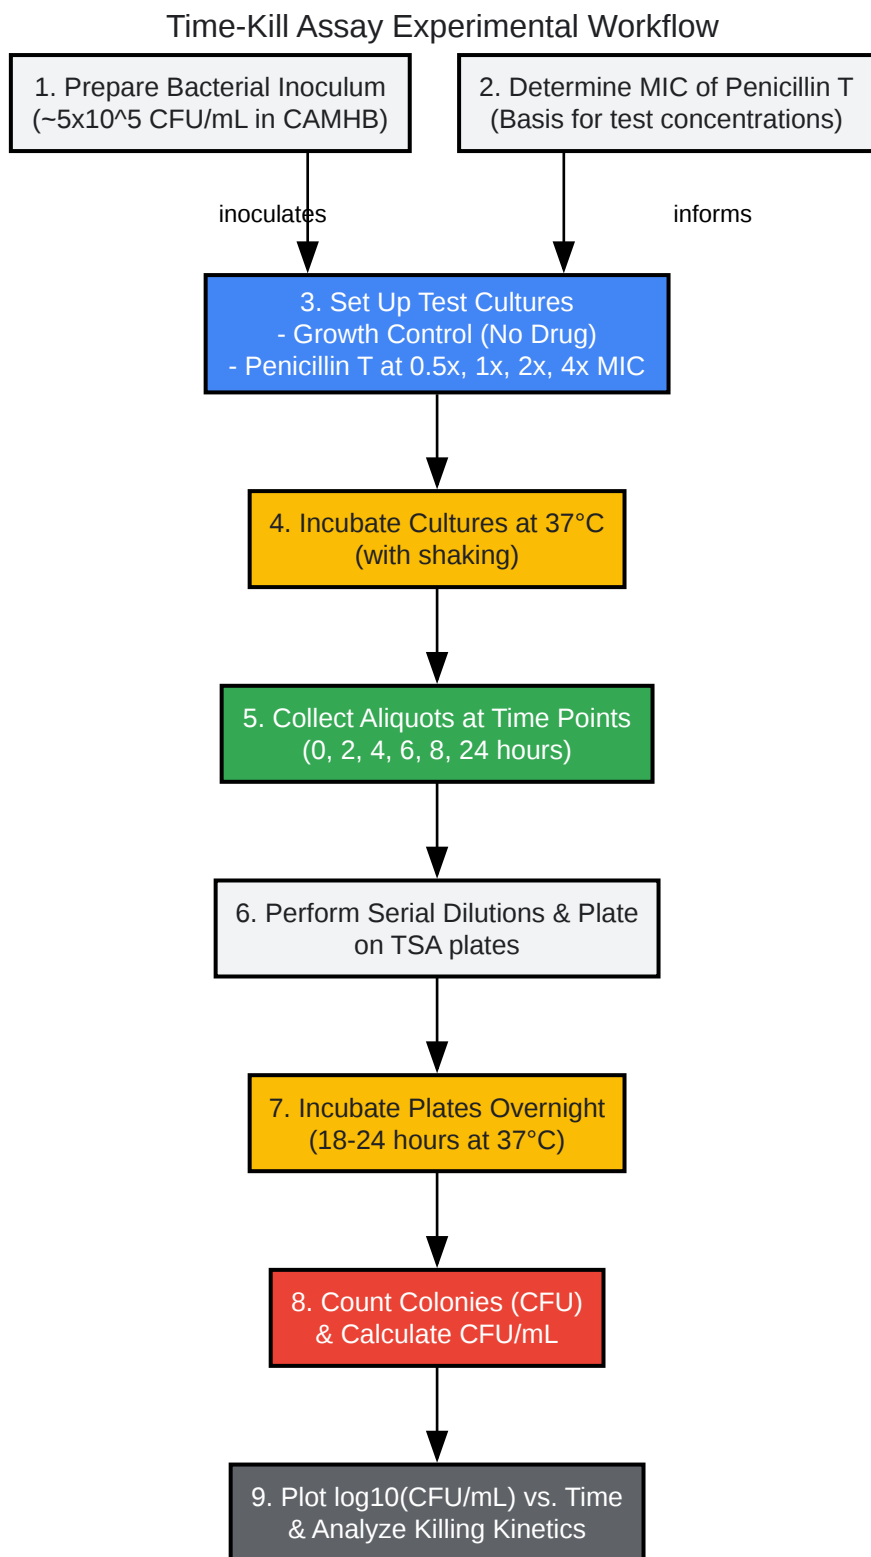 Time-Kill Assay Experimental Workflow
1. Prepare Bacterial Inoculum
(~5x10^5 CFU/mL in CAMHB)
2. Determine MIC of Penicillin T
(Basis for test concentrations)
inoculates
informs
3. Set Up Test Cultures
- Growth Control (No Drug)
- Penicillin T at 0.5x, 1x, 2x, 4x MIC
4. Incubate Cultures at 37°C
(with shaking)
5. Collect Aliquots at Time Points
(0, 2, 4, 6, 8, 24 hours)
6. Perform Serial Dilutions & Plate
on TSA plates
7. Incubate Plates Overnight
(18-24 hours at 37°C)
8. Count Colonies (CFU)
& Calculate CFU/mL
9. Plot log10(CFU/mL) vs. Time
& Analyze Killing Kinetics